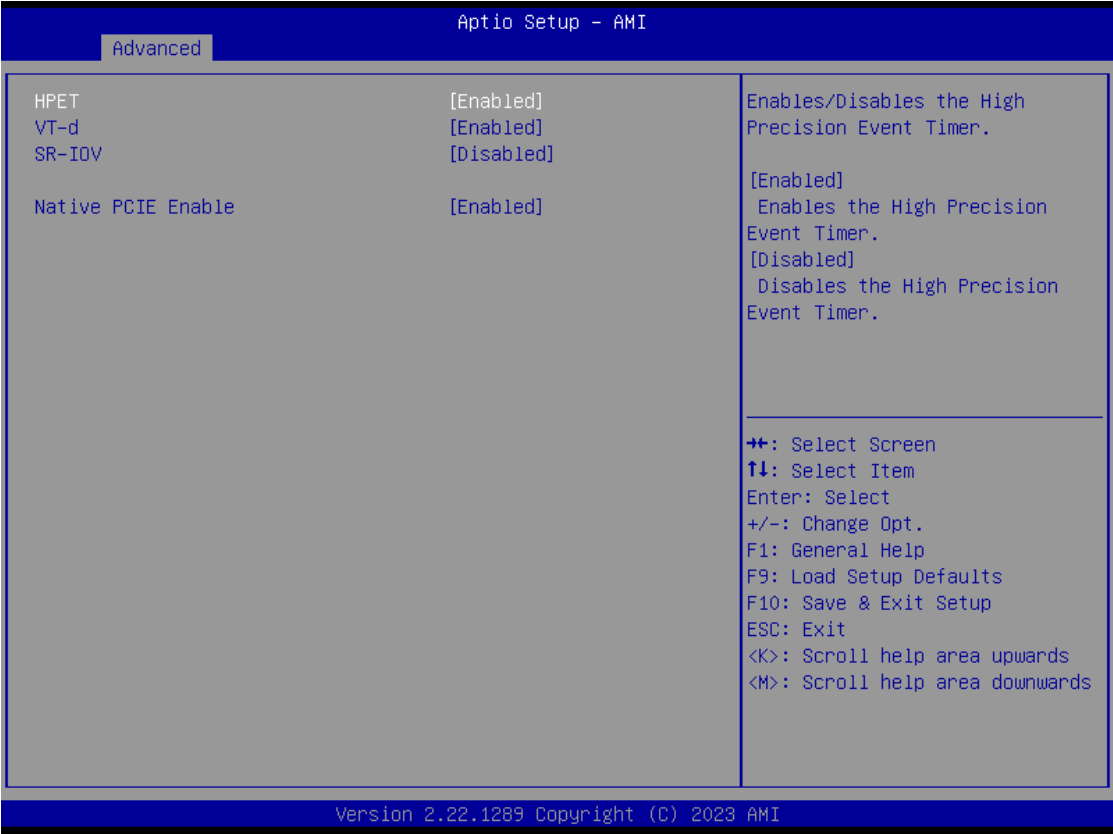 Aptio Setup – AMI
Advanced
HPET [Enabled]
VT-d [Enabled]
SR-IOV [Disabled]
Native PCIE Enable [Enabled]
Enables/Disables the High
Precision Event Timer.
[Enabled]
Enables the High Precision
Event Timer.
[Disabled]
Disables the High Precision
Event Timer.
→←: Select Screen
↑↓: Select Item
Enter: Select
+/-: Change Opt.
F1: General Help
F9: Load Setup Defaults
F10: Save & Exit Setup
ESC: Exit
<K>: Scroll help area upwards
<M>: Scroll help area downwards
Version 2.22.1289 Copyright (C) 2023 AMI